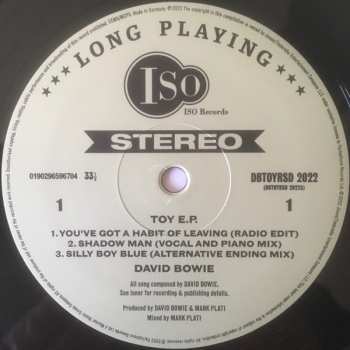 LONG PLAYING
ISO
ISO Records
STEREO
0190296596704 33⅓
DBTOYRSD 2022
(DBTOYRSD 2022S)
1
1
TOY E.P.
1.YOU'VE GOT A HABIT OF LEAVING (RADIO EDIT)
2. SHADOW MAN (VOCAL AND PIANO MIX)
3. SILLY BOY BLUE (ALTERNATIVE ENDING MIX)
DAVID BOWIE
All song composed by DAVID BOWIE.
See inner for recording & publishing details.
Produced by DAVID BOWIE & MARK PLATI
Mixed by MARK PLATI